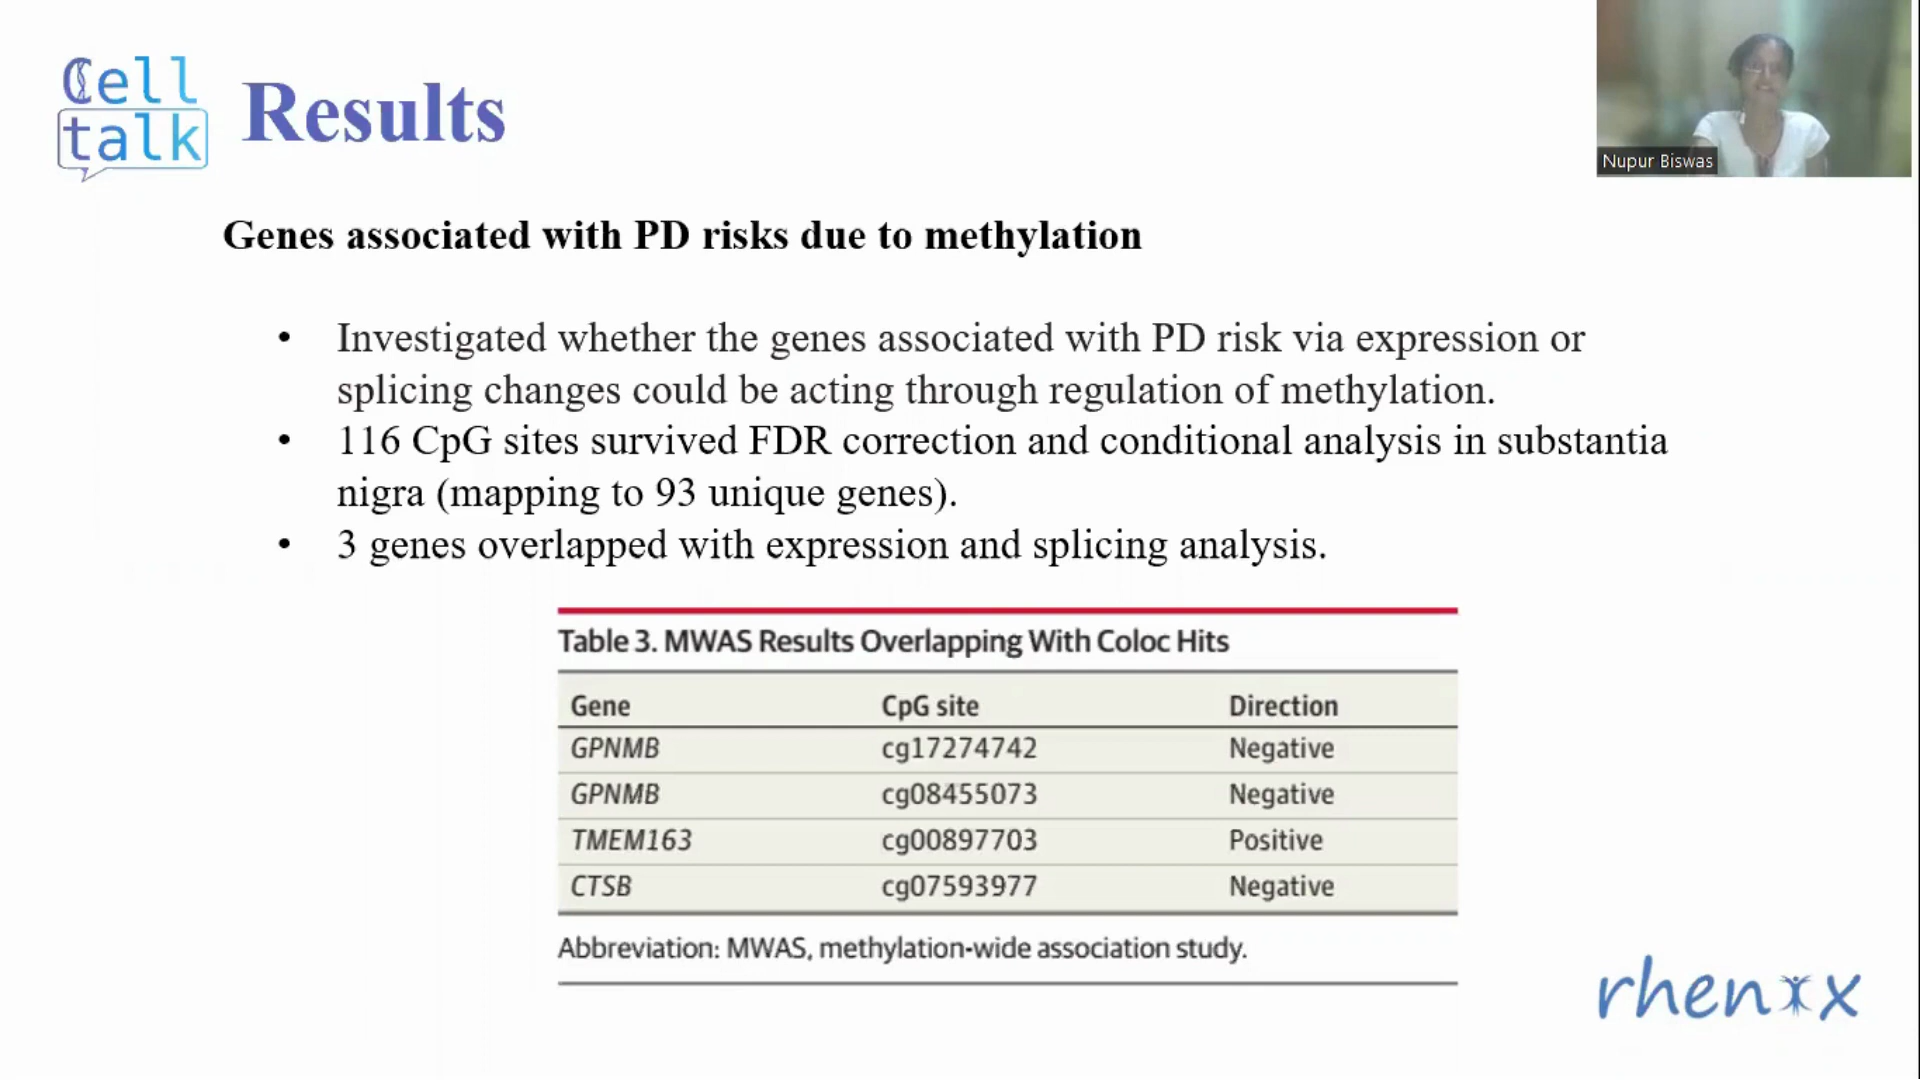 Cell
talk
Results
Nupur Biswas
Genes associated with PD risks due to methylation
• Investigated whether the genes associated with PD risk via expression or
splicing changes could be acting through regulation of methylation.
• 116 CpG sites survived FDR correction and conditional analysis in substantia
nigra (mapping to 93 unique genes).
• 3 genes overlapped with expression and splicing analysis.
Table 3. MWAS Results Overlapping With Coloc Hits
Gene CpG site Direction
GPNMB cg17274742 Negative
GPNMB cg08455073 Negative
TMEM163 cg00897703 Positive
CTSB cg07593977 Negative
Abbreviation: MWAS, methylation-wide association study.
rhenix